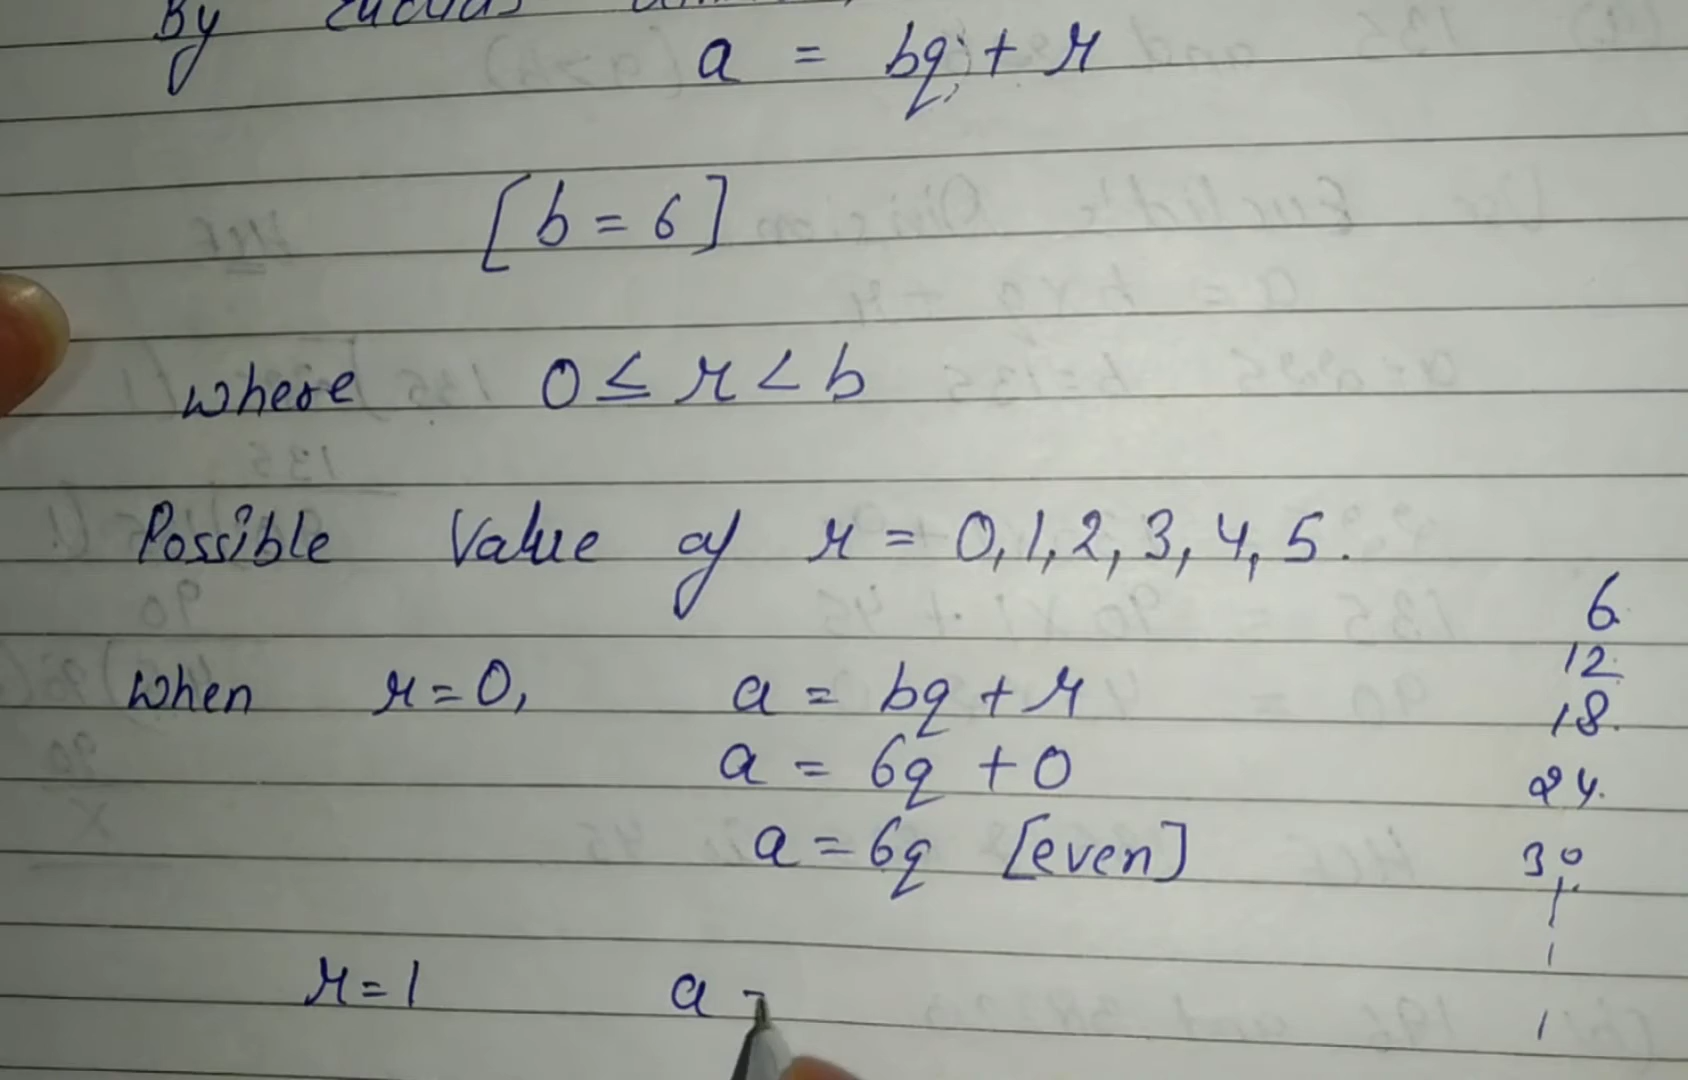 By
a = bq + r
[b = 6]
where 0 ≤ r < b
Possible Value of r = 0, 1, 2, 3, 4, 5.
6
12
18
24
30
when r = 0, a = bq + r
a = 6q + 0
a = 6q [even]
r = 1 a =